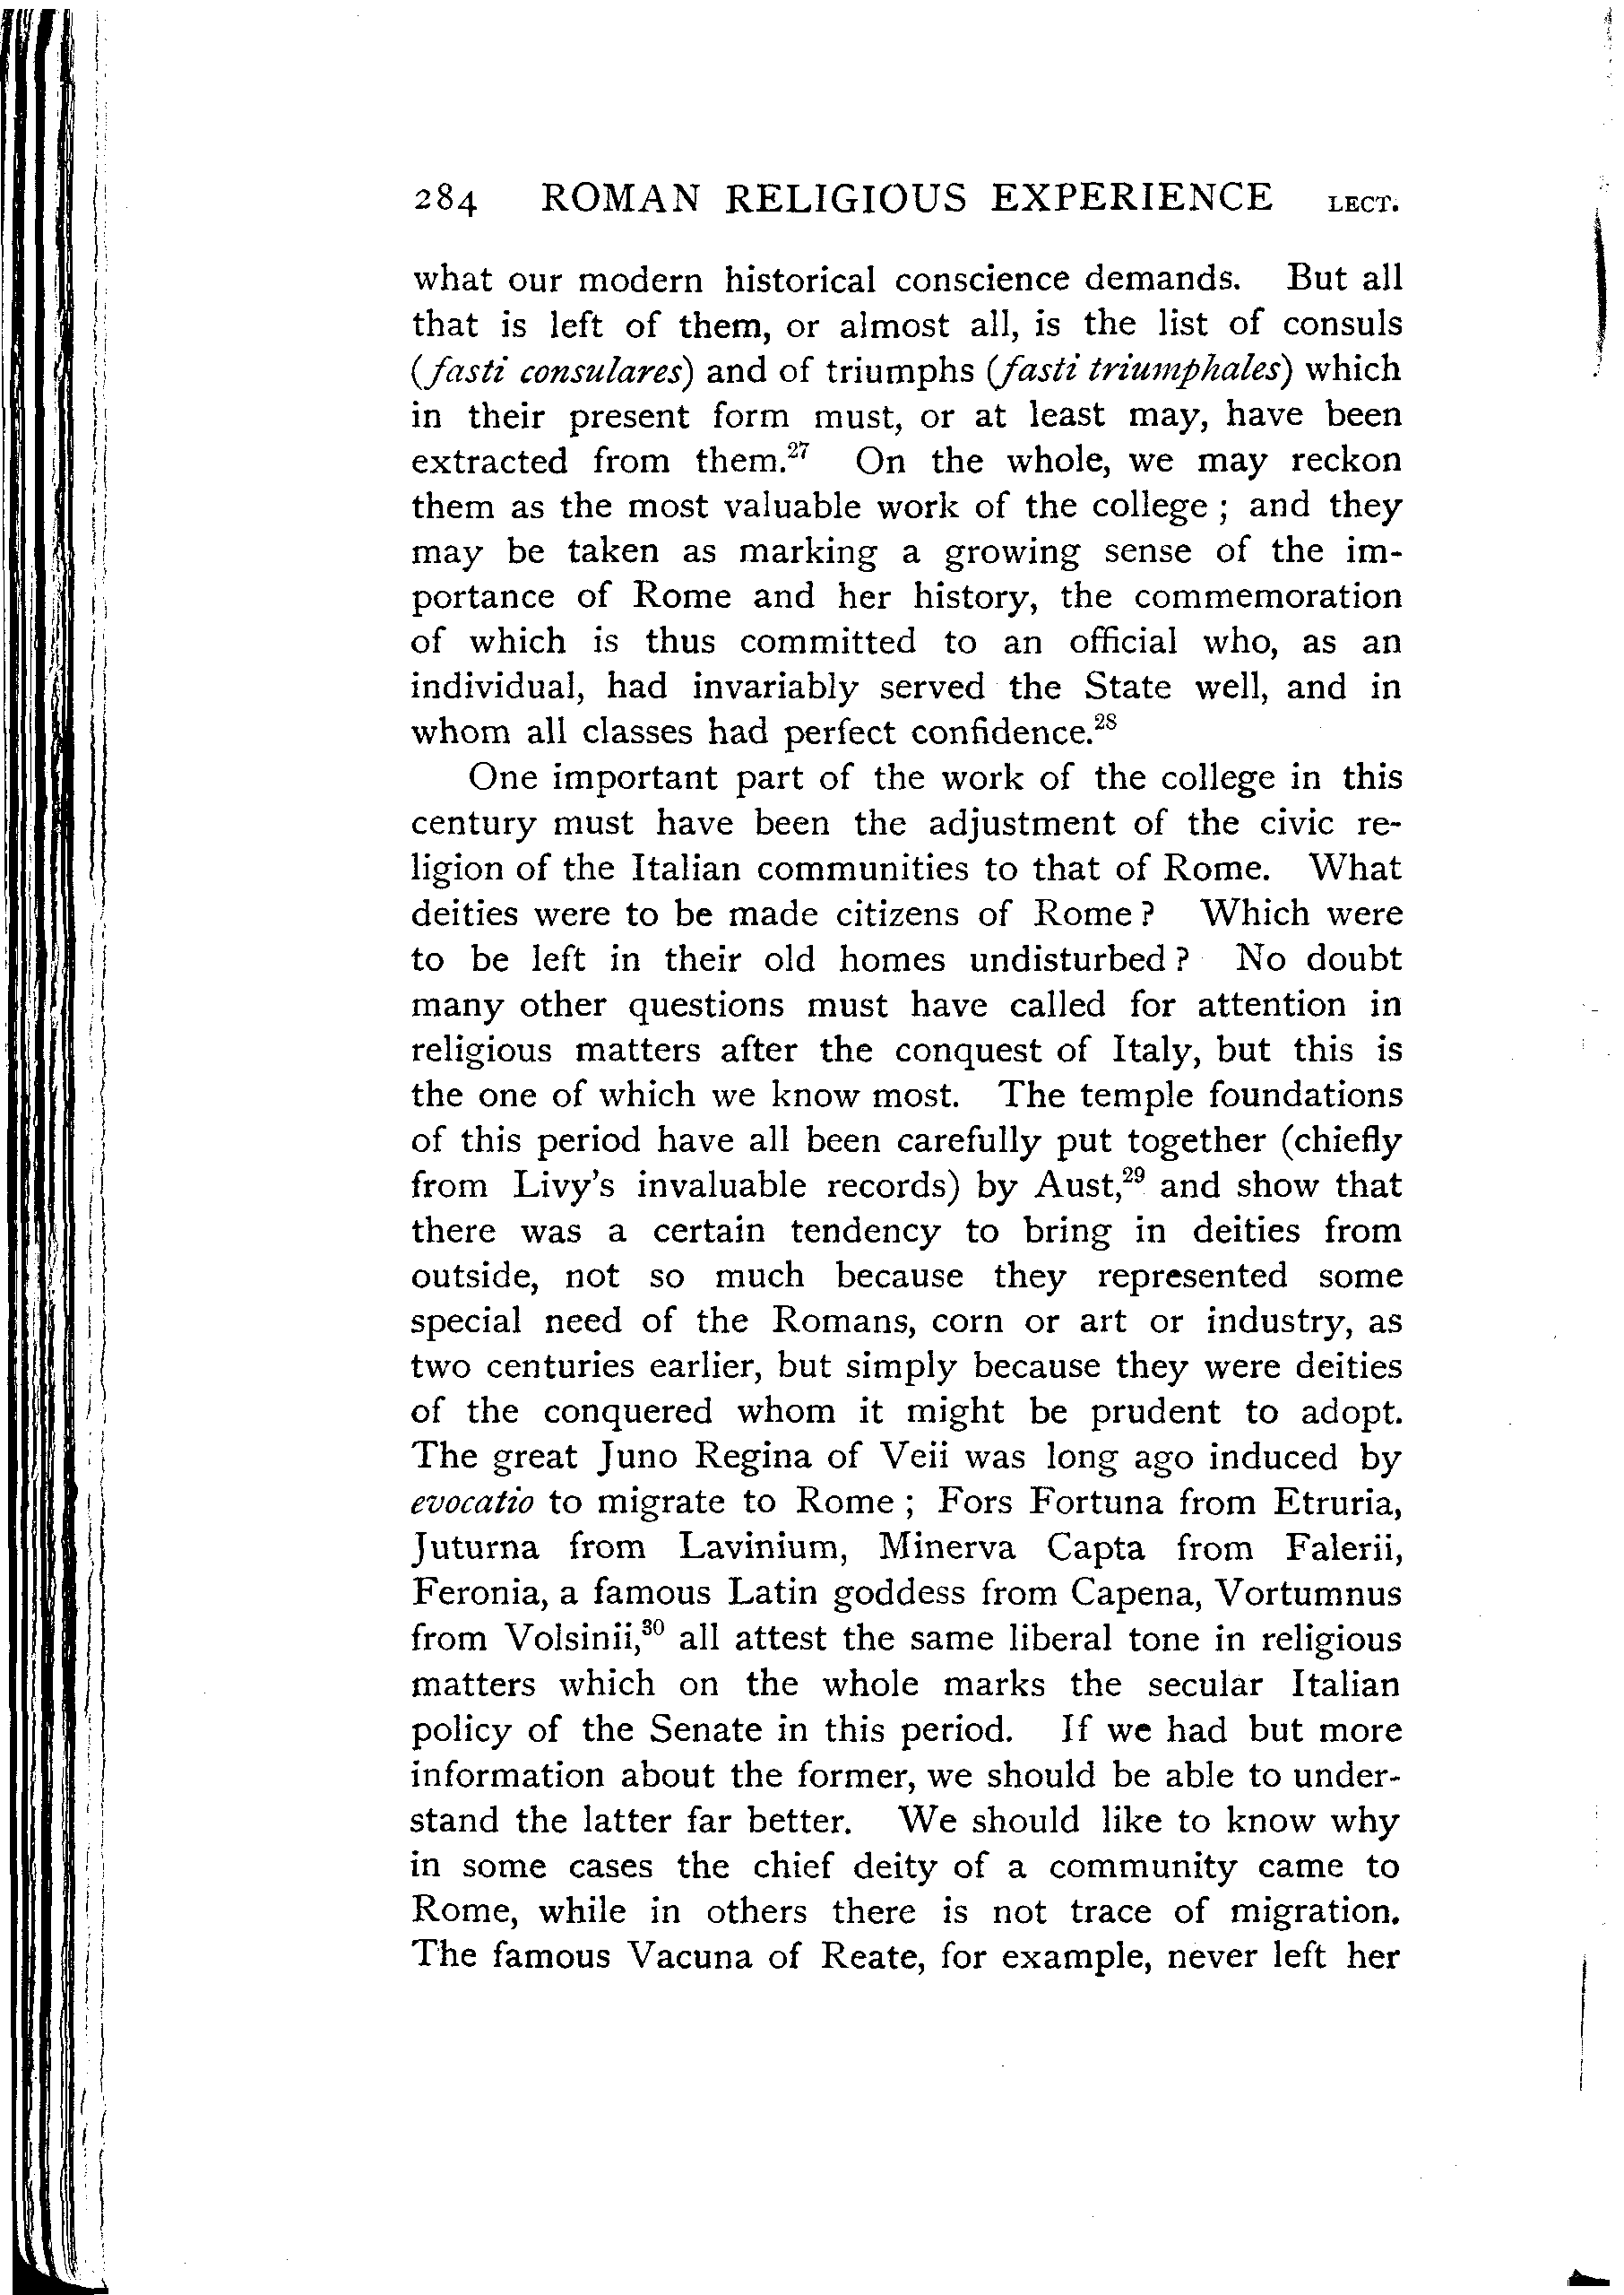 284 ROMAN RELIGIOUS EXPERIENCE LECT.
what our modern historical conscience demands. But all
that is left of them, or almost all, is the list of consuls
(fasti consulares) and of triumphs (fasti triumphales) which
in their present form must, or at least may, have been
extracted from them.²⁷ On the whole, we may reckon
them as the most valuable work of the college ; and they
may be taken as marking a growing sense of the im-
portance of Rome and her history, the commemoration
of which is thus committed to an official who, as an
individual, had invariably served the State well, and in
whom all classes had perfect confidence.²⁸
One important part of the work of the college in this
century must have been the adjustment of the civic re-
ligion of the Italian communities to that of Rome. What
deities were to be made citizens of Rome ? Which were
to be left in their old homes undisturbed ? No doubt
many other questions must have called for attention in
religious matters after the conquest of Italy, but this is
the one of which we know most. The temple foundations
of this period have all been carefully put together (chiefly
from Livy's invaluable records) by Aust,²⁹ and show that
there was a certain tendency to bring in deities from
outside, not so much because they represented some
special need of the Romans, corn or art or industry, as
two centuries earlier, but simply because they were deities
of the conquered whom it might be prudent to adopt.
The great Juno Regina of Veii was long ago induced by
evocatio to migrate to Rome ; Fors Fortuna from Etruria,
Juturna from Lavinium, Minerva Capta from Falerii,
Feronia, a famous Latin goddess from Capena, Vortumnus
from Volsinii,³⁰ all attest the same liberal tone in religious
matters which on the whole marks the secular Italian
policy of the Senate in this period. If we had but more
information about the former, we should be able to under-
stand the latter far better. We should like to know why
in some cases the chief deity of a community came to
Rome, while in others there is not trace of migration.
The famous Vacuna of Reate, for example, never left her